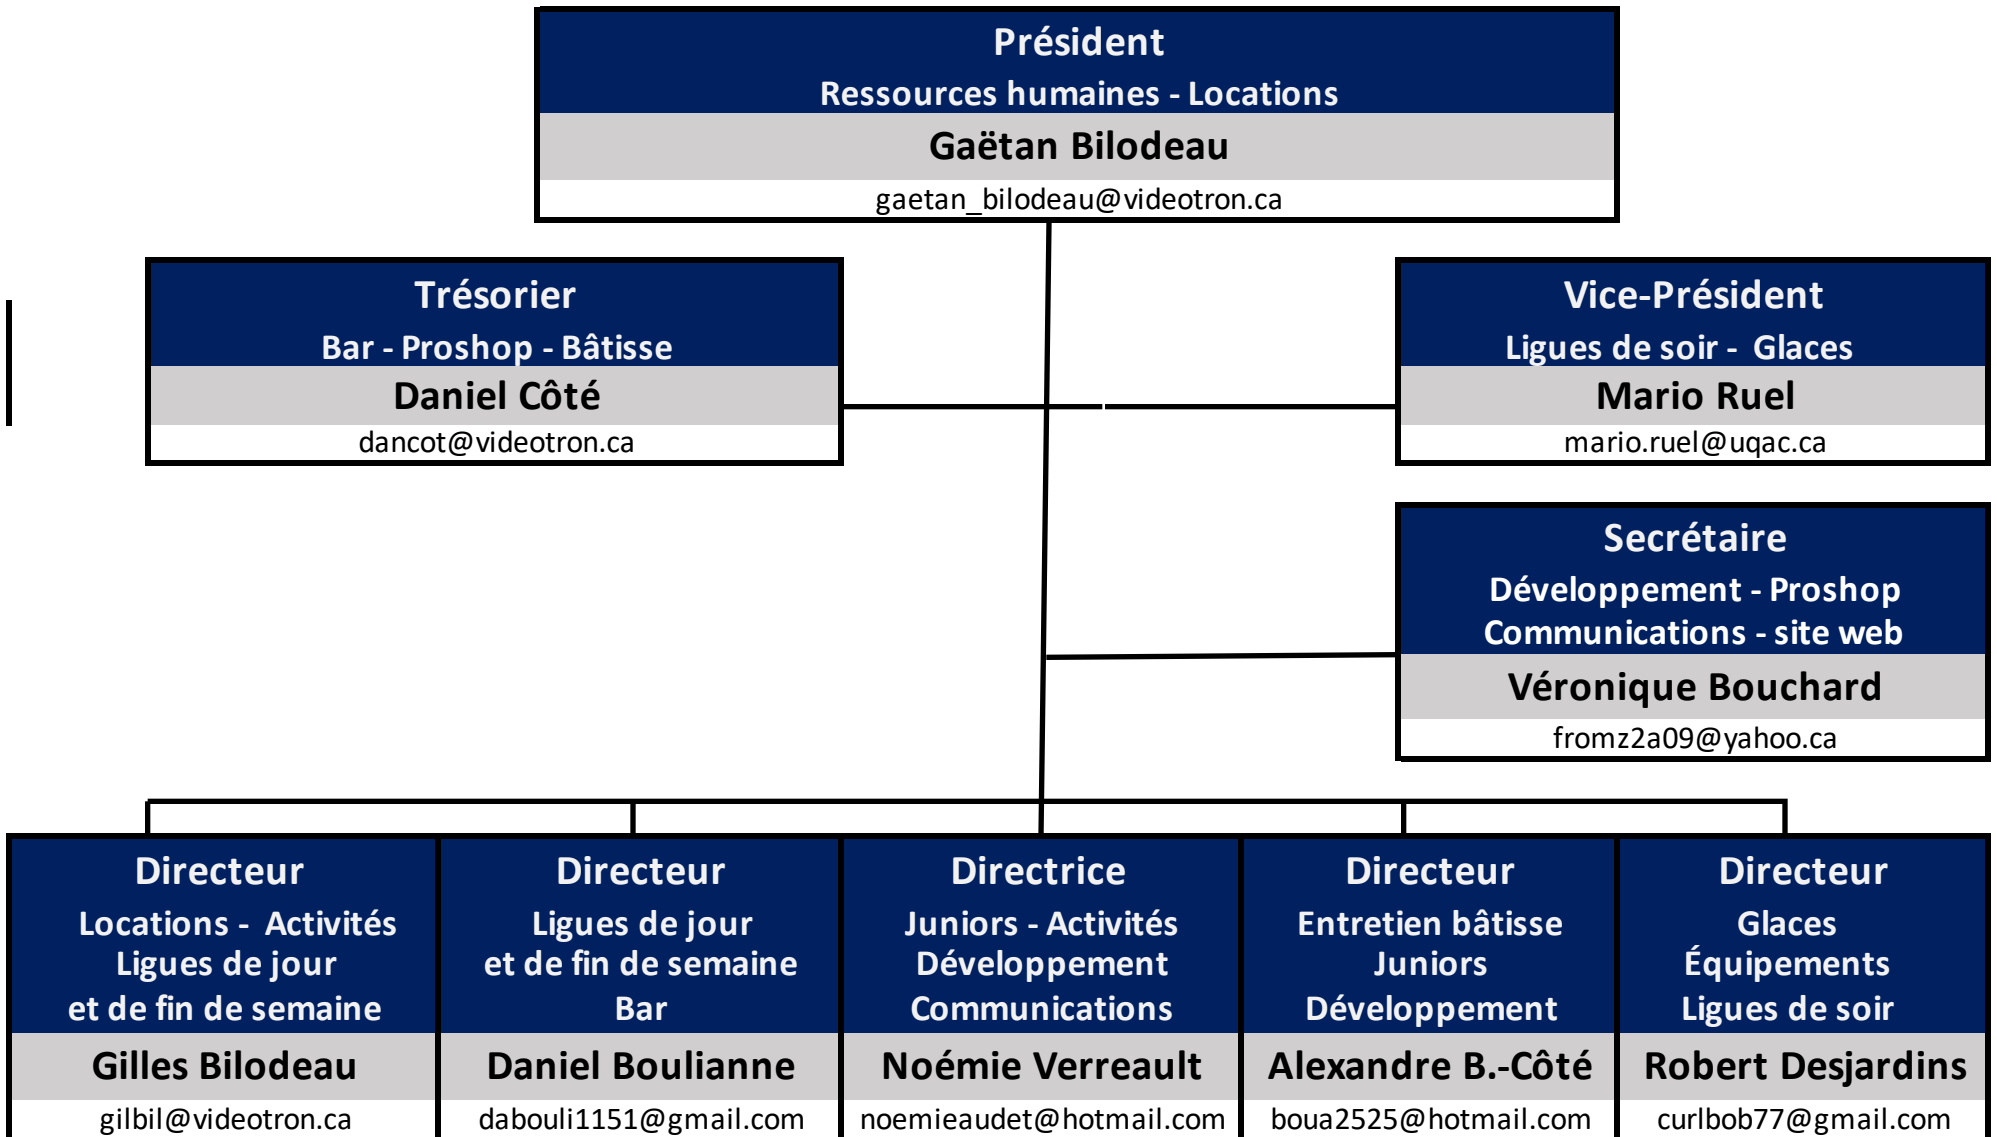 Président
Ressources humaines - Locations
Gaëtan Bilodeau
gaetan_bilodeau@videotron.ca
Trésorier
Bar - Proshop - Bâtisse
Daniel Côté
dancot@videotron.ca
Vice-Président
Ligues de soir - Glaces
Mario Ruel
mario.ruel@uqac.ca
Secrétaire
Développement - Proshop
Communications - site web
Véronique Bouchard
fromz2a09@yahoo.ca
Directeur
Locations - Activités
Ligues de jour
et de fin de semaine
Gilles Bilodeau
gilbil@videotron.ca
Directeur
Ligues de jour
et de fin de semaine
Bar
Daniel Boulianne
dabouli1151@gmail.com
Directrice
Juniors - Activités
Développement
Communications
Noémie Verreault
noemieaudet@hotmail.com
Directeur
Entretien bâtisse
Juniors
Développement
Alexandre B.-Côté
boua2525@hotmail.com
Directeur
Glaces
Équipements
Ligues de soir
Robert Desjardins
curlbob77@gmail.com